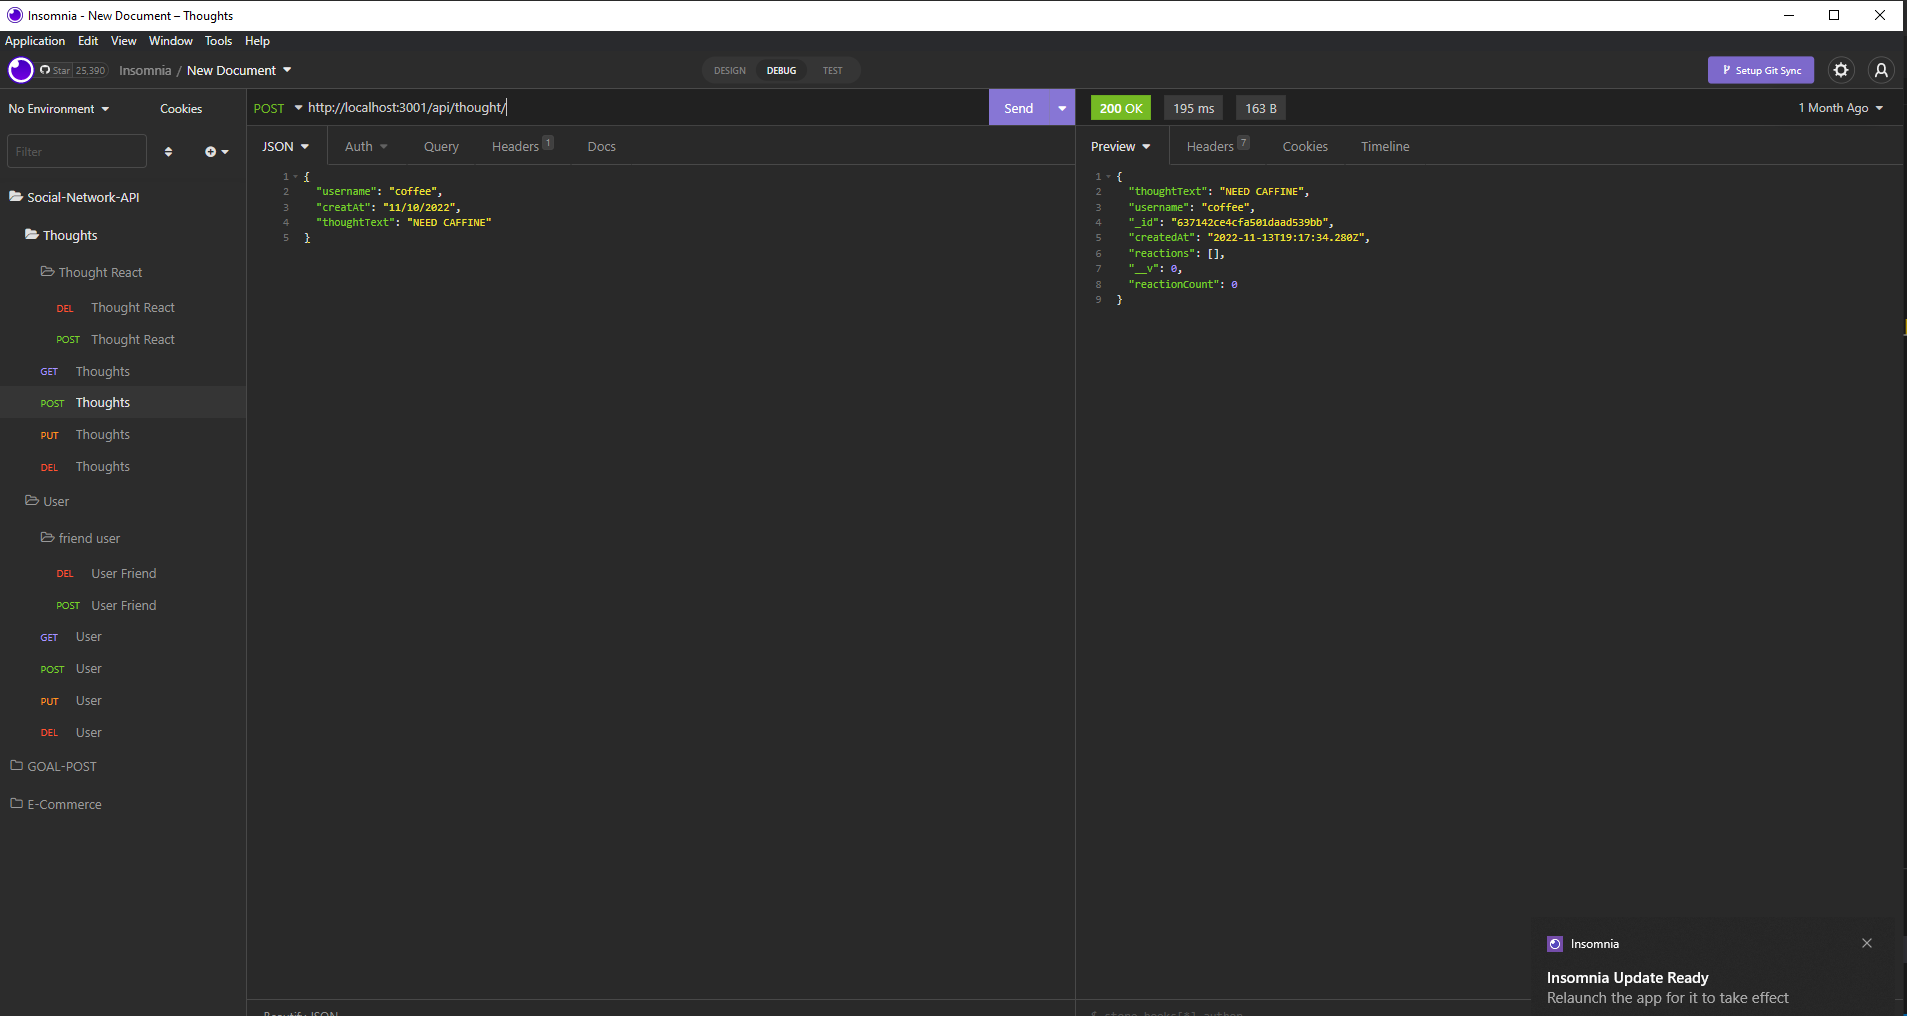 Insomnia - New Document – Thoughts
Application Edit View Window Tools Help
Star 25,390 Insomnia / New Document
DESIGN DEBUG TEST
Setup Git Sync
No Environment Cookies
Filter
Social-Network-API
Thoughts
Thought React
DEL Thought React
POST Thought React
GET Thoughts
POST Thoughts
PUT Thoughts
DEL Thoughts
User
friend user
DEL User Friend
POST User Friend
GET User
POST User
PUT User
DEL User
GOAL-POST
E-Commerce
POST http://localhost:3001/api/thought/ Send
JSON Auth Query Headers 1 Docs
1 {
2 "username": "coffee",
3 "creatAt": "11/10/2022",
4 "thoughtText": "NEED CAFFINE"
5 }
Beautify JSON
200 OK 195 ms 163 B 1 Month Ago
Preview Headers 7 Cookies Timeline
1 {
2 "thoughtText": "NEED CAFFINE",
3 "username": "coffee",
4 "_id": "637142ce4cfa501daad539bb",
5 "createdAt": "2022-11-13T19:17:34.280Z",
6 "reactions": [],
7 "__v": 0,
8 "reactionCount": 0
9 }
Insomnia
Insomnia Update Ready
Relaunch the app for it to take effect